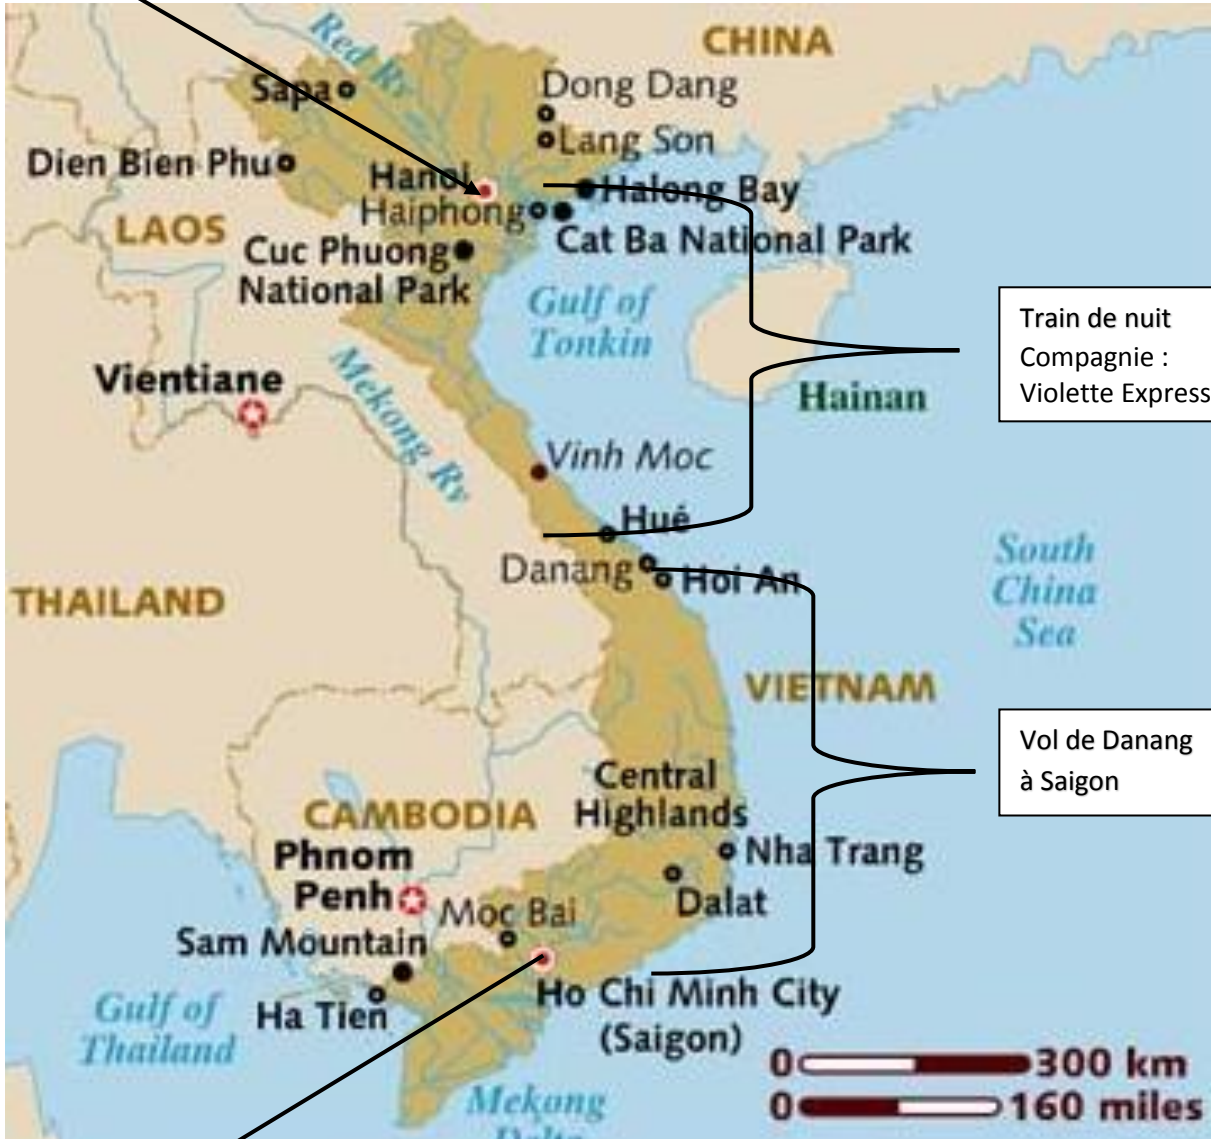 CHINA
Red Rv
Sapa
Dong Dang
Lang Son
Dien Bien Phu
Hanoi
Halong Bay
Haiphong
LAOS
Cat Ba National Park
Cuc Phuong
National Park
Gulf of
Tonkin
Train de nuit
Compagnie :
Violette Express
Vientiane
Mekong Rv
Hainan
Vinh Moc
Hué
South
China
Sea
Danang
Hoi An
THAILAND
VIETNAM
Vol de Danang
à Saigon
Central
Highlands
CAMBODIA
Phnom
Penh
Nha Trang
Dalat
Moc Bai
Sam Mountain
Ho Chi Minh City
(Saigon)
Gulf of
Thailand
Ha Tien
0 300 km
0 160 miles
Mekong
Delta